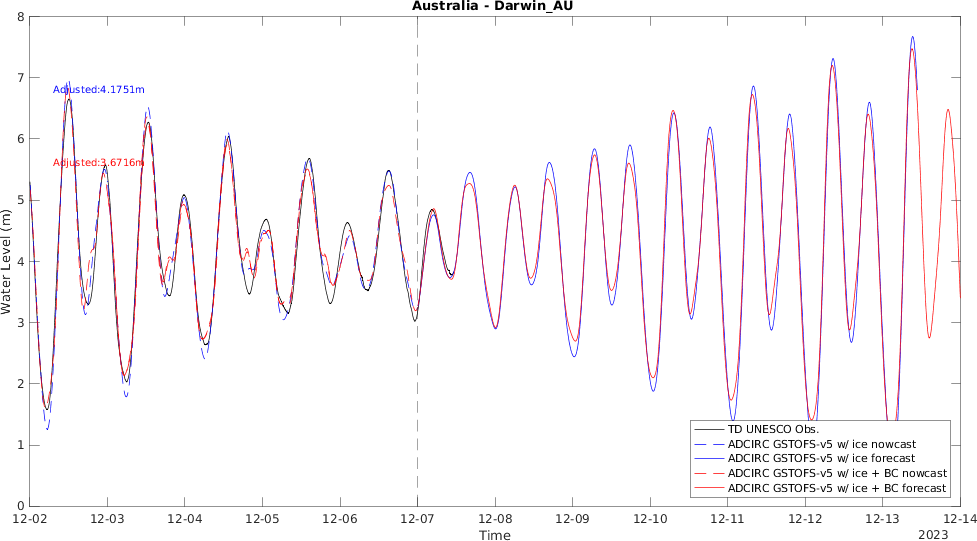 Australia - Darwin_AU
Adjusted:4.1751m
Adjusted:3.6716m
Water Level (m)
8
7
6
5
4
3
2
1
0
TD UNESCO Obs.
ADCIRC GSTOFS-v5 w/ ice nowcast
ADCIRC GSTOFS-v5 w/ ice forecast
ADCIRC GSTOFS-v5 w/ ice + BC nowcast
ADCIRC GSTOFS-v5 w/ ice + BC forecast
12-02 12-03 12-04 12-05 12-06 12-07 12-08 12-09 12-10 12-11 12-12 12-13 12-14
Time
2023